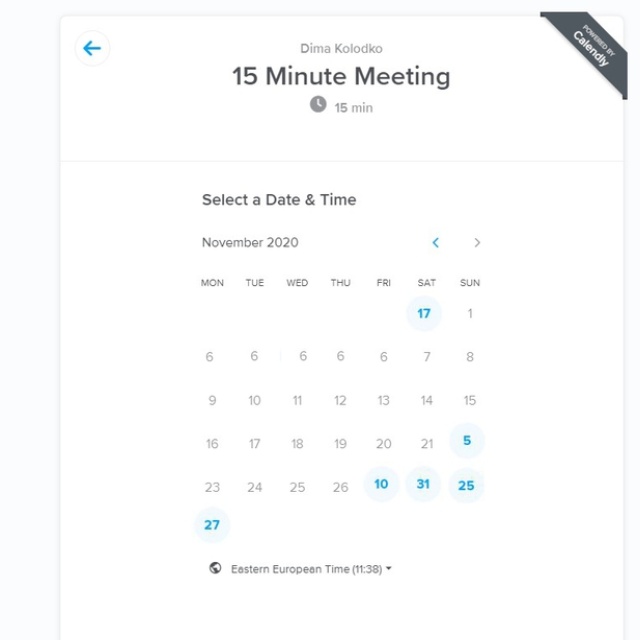 POWERED BY
Calendly
Dima Kolodko
15 Minute Meeting
15 min
Select a Date & Time
November 2020
MON TUE WED THU FRI SAT SUN
17 1
6 6 6 6 6 7 8
9 10 11 12 13 14 15
16 17 18 19 20 21 5
23 24 25 26 10 31 25
27
Eastern European Time (11:38)